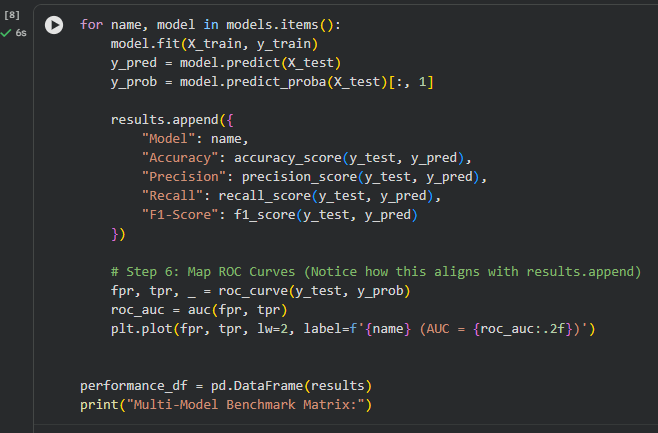 [8]
6s
for name, model in models.items():
    model.fit(X_train, y_train)
    y_pred = model.predict(X_test)
    y_prob = model.predict_proba(X_test)[:, 1]

    results.append({
        "Model": name,
        "Accuracy": accuracy_score(y_test, y_pred),
        "Precision": precision_score(y_test, y_pred),
        "Recall": recall_score(y_test, y_pred),
        "F1-Score": f1_score(y_test, y_pred)
    })

    # Step 6: Map ROC Curves (Notice how this aligns with results.append)
    fpr, tpr, _ = roc_curve(y_test, y_prob)
    roc_auc = auc(fpr, tpr)
    plt.plot(fpr, tpr, lw=2, label=f'{name} (AUC = {roc_auc:.2f})')


performance_df = pd.DataFrame(results)
print("Multi-Model Benchmark Matrix:")